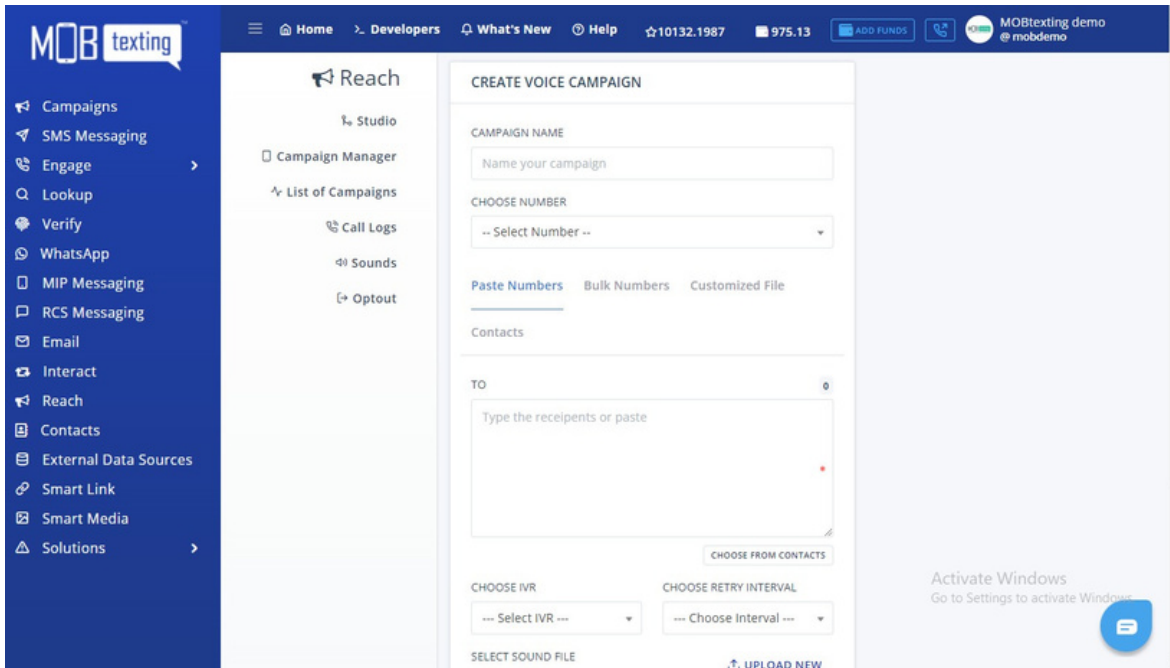 MOB texting
Home Developers What's New Help 10132.1987 975.13 ADD FUNDS MOBtexting demo
@ mobdemo
Campaigns
SMS Messaging
Engage
Lookup
Verify
WhatsApp
MIP Messaging
RCS Messaging
Email
Interact
Reach
Contacts
External Data Sources
Smart Link
Smart Media
Solutions
Reach
Studio
Campaign Manager
List of Campaigns
Call Logs
Sounds
Optout
CREATE VOICE CAMPAIGN
CAMPAIGN NAME
Name your campaign
CHOOSE NUMBER
-- Select Number --
Paste Numbers Bulk Numbers Customized File
Contacts
TO 0
Type the receipents or paste
CHOOSE FROM CONTACTS
CHOOSE IVR CHOOSE RETRY INTERVAL
--- Select IVR --- --- Choose Interval ---
SELECT SOUND FILE UPLOAD NEW
Activate Windows
Go to Settings to activate Windows